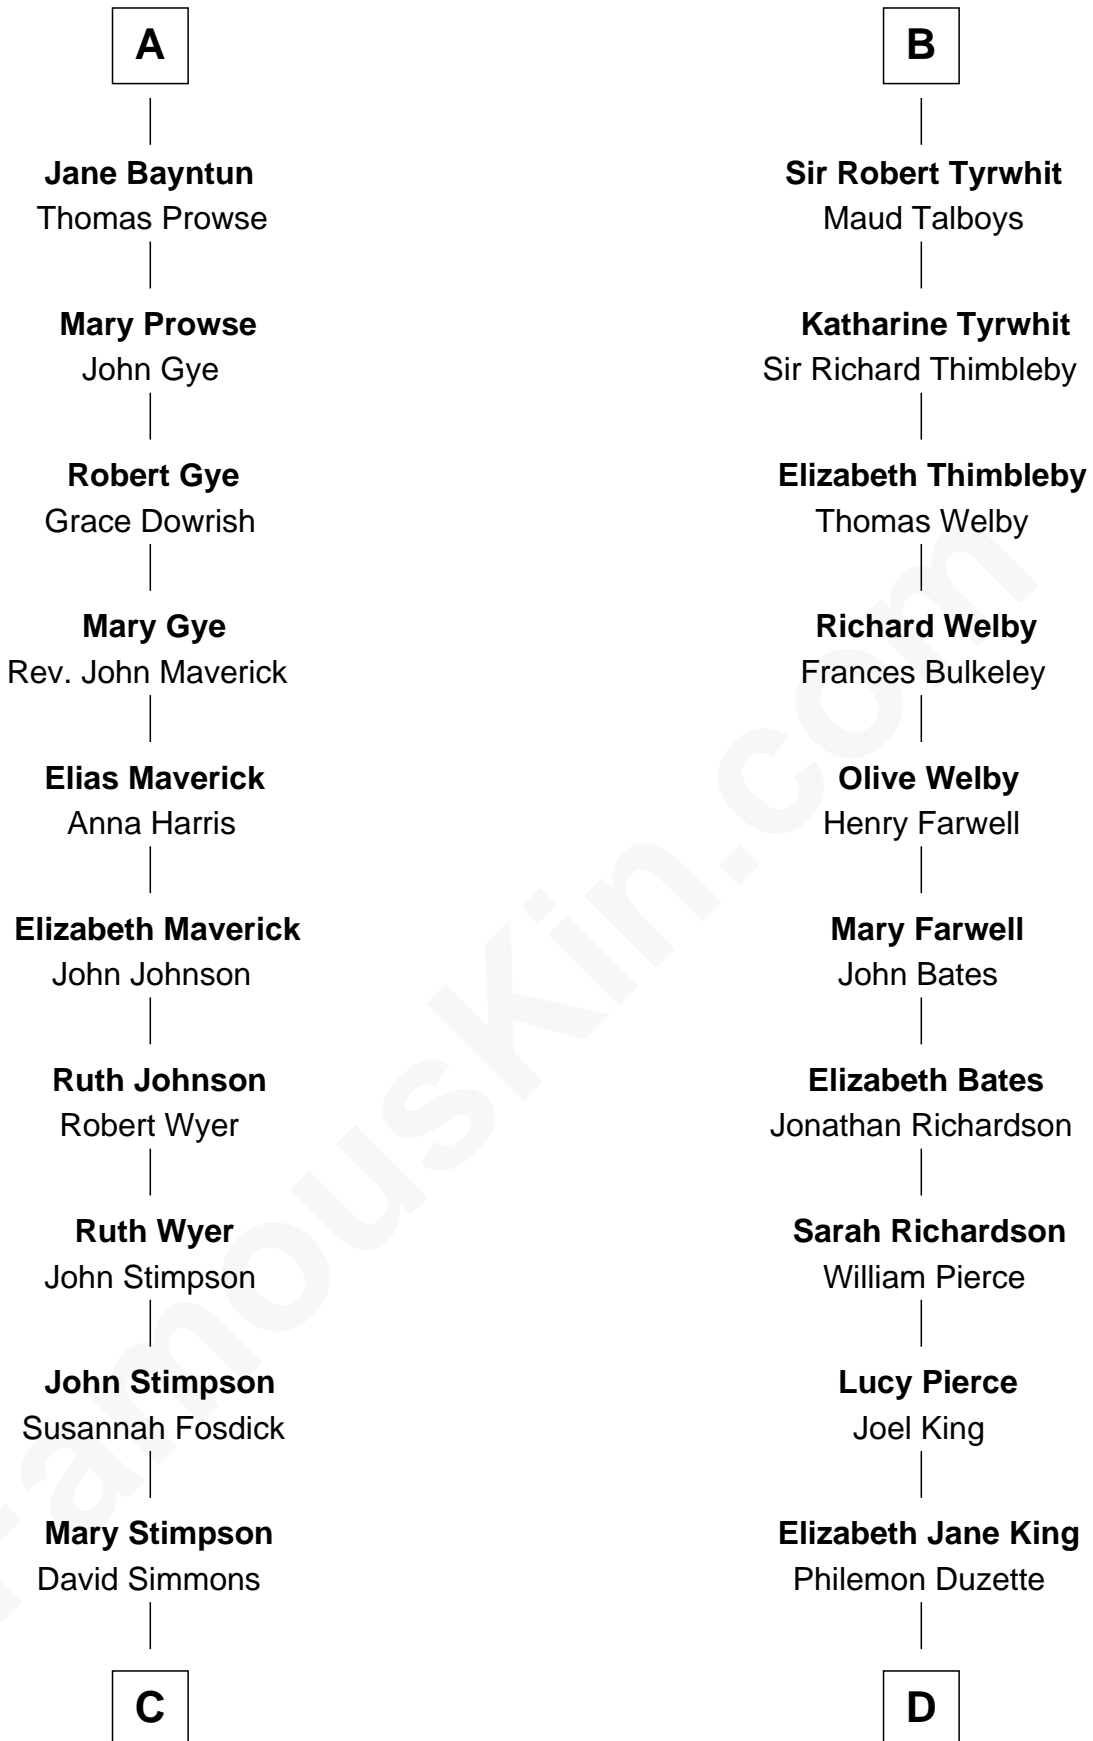 A
Jane Bayntun
Thomas Prowse
Mary Prowse
John Gye
Robert Gye
Grace Dowrish
Mary Gye
Rev. John Maverick
Elias Maverick
Anna Harris
Elizabeth Maverick
John Johnson
Ruth Johnson
Robert Wyer
Ruth Wyer
John Stimpson
John Stimpson
Susannah Fosdick
Mary Stimpson
David Simmons
C
B
Sir Robert Tyrwhit
Maud Talboys
Katharine Tyrwhit
Sir Richard Thimbleby
Elizabeth Thimbleby
Thomas Welby
Richard Welby
Frances Bulkeley
Olive Welby
Henry Farwell
Mary Farwell
John Bates
Elizabeth Bates
Jonathan Richardson
Sarah Richardson
William Pierce
Lucy Pierce
Joel King
Elizabeth Jane King
Philemon Duzette
D
FamousKin.com